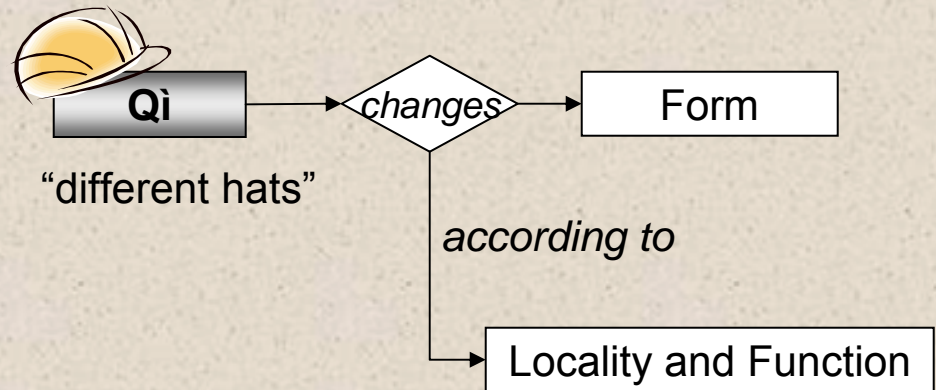 Qì
changes
Form
“different hats”
according to
Locality and Function